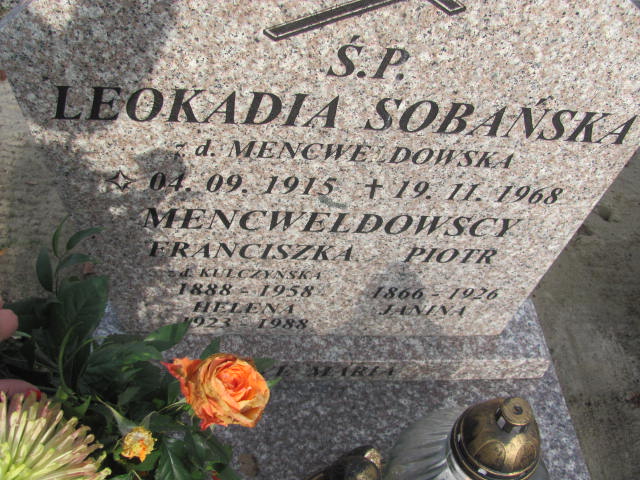 Ś.P.
LEOKADIA SOBAŃSKA
z d. MENCWELDOWSKA
04. 09. 1915 † 19. 11. 1968
MENCWELDOWSCY
FRANCISZKA PIOTR
z d. KULCZYŃSKA
1888 - 1958 1866 - 1926
HELENA JANINA
1923 - 1988
MARIA